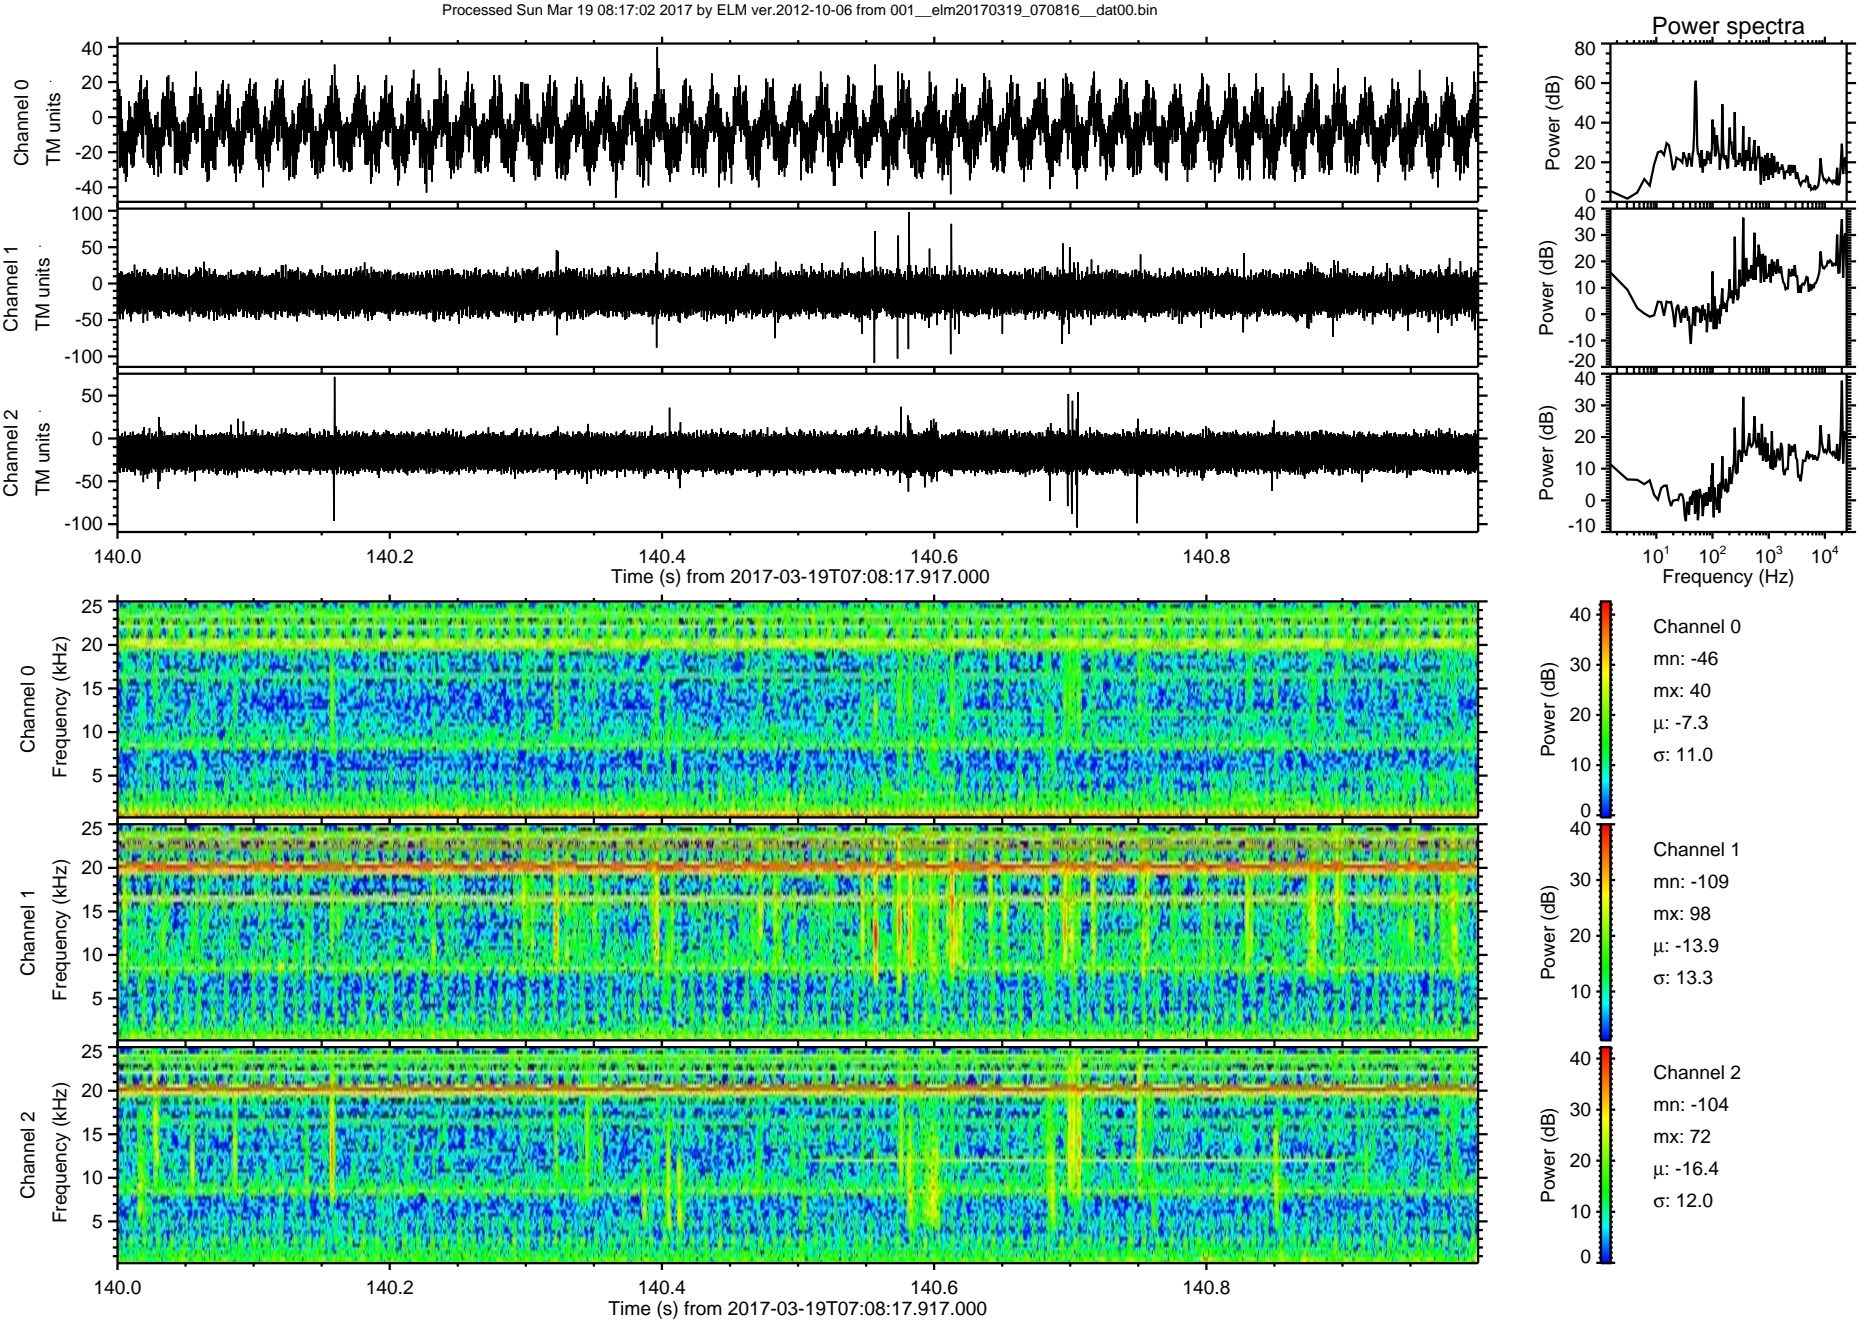 Processed Sun Mar 19 08:17:02 2017 by ELM ver.2012-10-06 from 001__elm20170319_070816__dat00.bin
Power spectra
Channel 0
TM units
40
20
0
-20
-40
Power (dB)
80
60
40
20
0
Channel 1
TM units
100
50
0
-50
-100
Power (dB)
40
30
20
10
0
-10
-20
Channel 2
TM units
50
0
-50
-100
Power (dB)
40
30
20
10
0
-10
140.0 140.2 140.4 140.6 140.8
Time (s) from 2017-03-19T07:08:17.917.000
10^1 10^2 10^3 10^4
Frequency (Hz)
Channel 0
Frequency (kHz)
25
20
15
10
5
Power (dB)
40
30
20
10
0
Channel 0
mn: -46
mx: 40
μ: -7.3
σ: 11.0
Channel 1
Frequency (kHz)
25
20
15
10
5
Power (dB)
40
30
20
10
Channel 1
mn: -109
mx: 98
μ: -13.9
σ: 13.3
Channel 2
Frequency (kHz)
25
20
15
10
5
Power (dB)
40
30
20
10
0
Channel 2
mn: -104
mx: 72
μ: -16.4
σ: 12.0
140.0 140.2 140.4 140.6 140.8
Time (s) from 2017-03-19T07:08:17.917.000